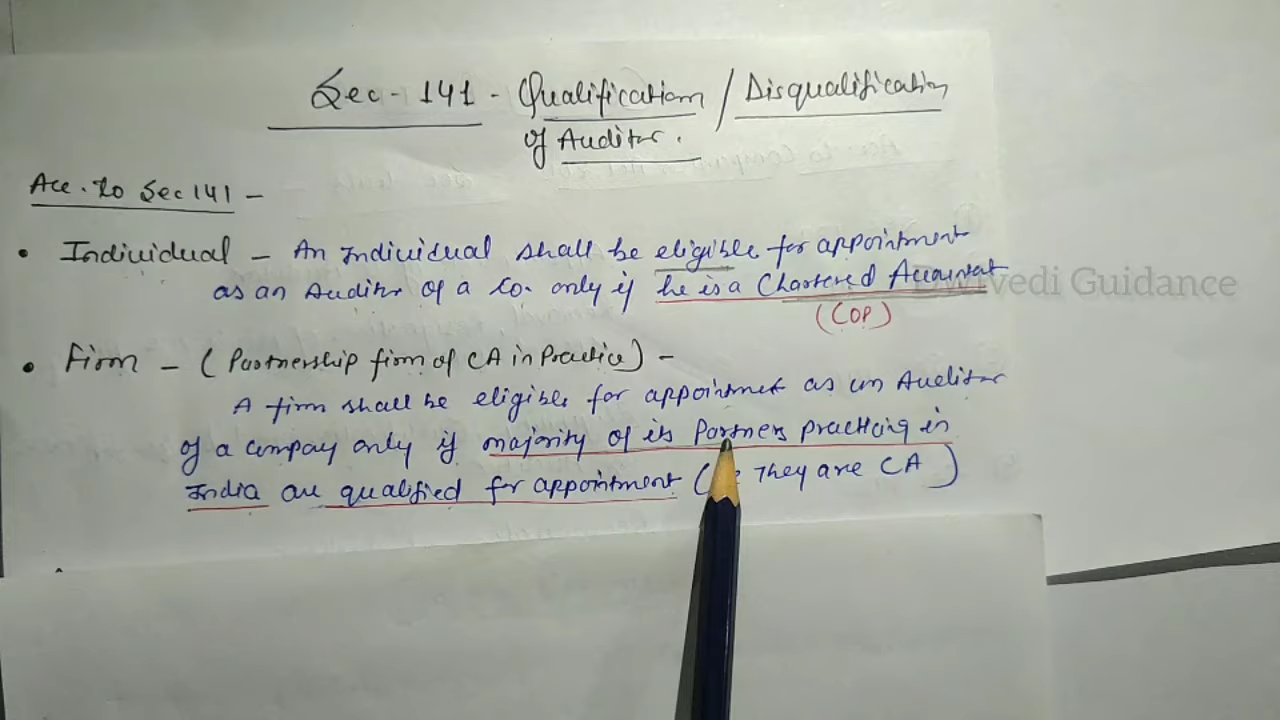 Sec - 141 - Qualification / Disqualification
of Auditor.
Acc. to Sec 141 -
• Individual - An Individual shall be eligible for appointment
as an Auditor of a Co. only if he is a Chartered Accountant
Dwivedi Guidance
(COP)
• Firm - (Partnership firm of CA in Practice) -
A firm shall be eligible for appointment as an Auditor
of a company only if majority of its Partners practicing in
India are qualified for appointment ( They are CA )